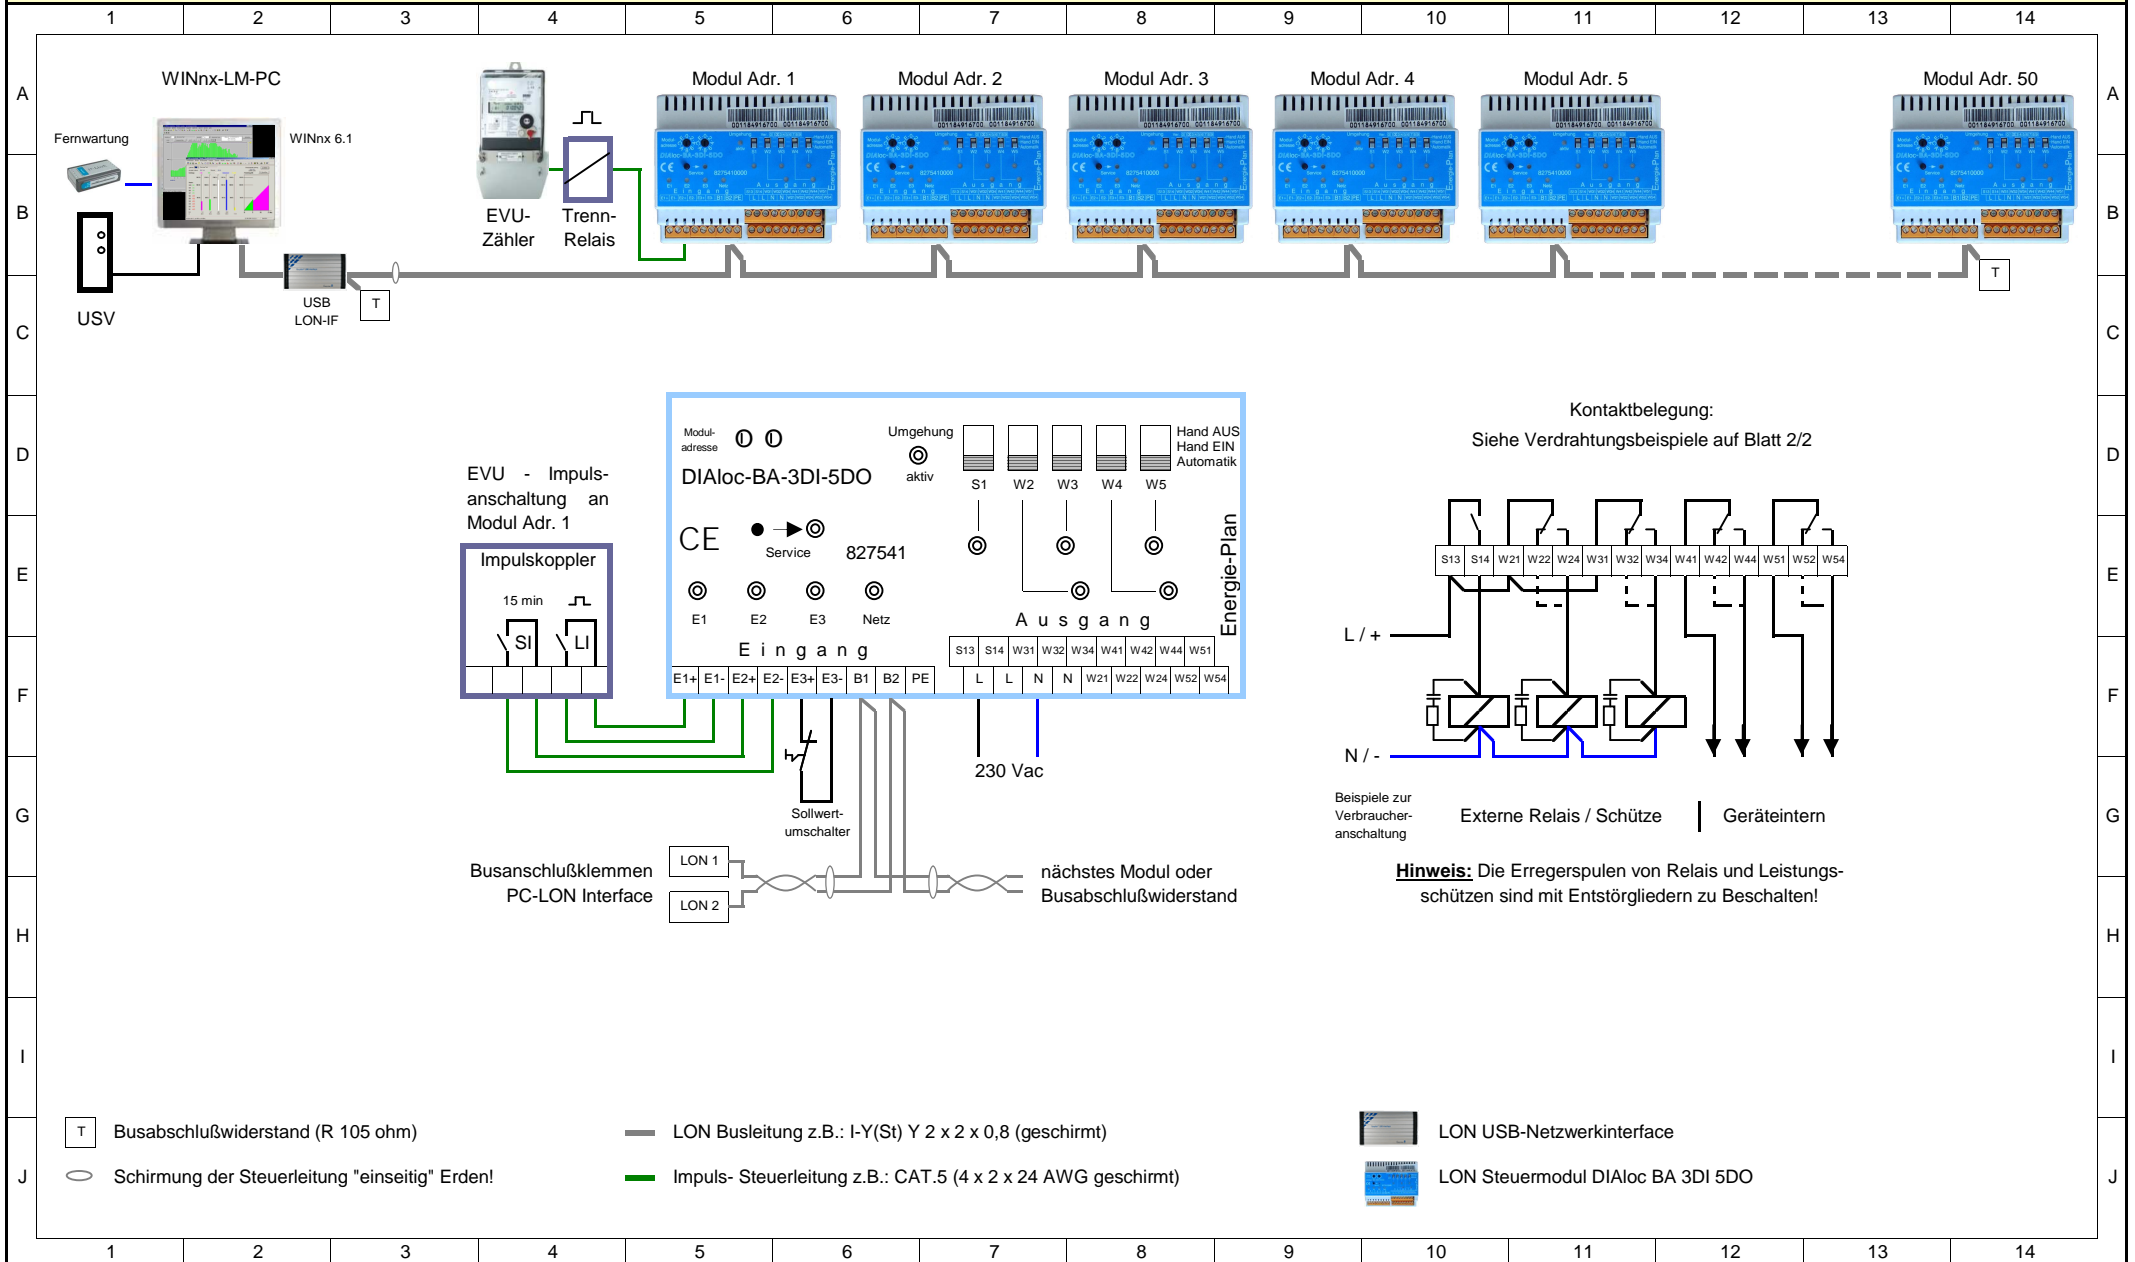 1 2 3 4 5 6 7 8 9 10 11 12 13 14
A A
B B
C C
D D
E E
F F
G G
H H
I I
J J
WINnx-LM-PC
Fernwartung
WINnx 6.1
USV
USB
LON-IF
T
EVU-
Zähler
Trenn-
Relais
Modul Adr. 1
Modul Adr. 2
Modul Adr. 3
Modul Adr. 4
Modul Adr. 5
Modul Adr. 50
T
EVU - Impuls-
anschaltung an
Modul Adr. 1
Impulskoppler
15 min
SI LI
Modul-
adresse
DIAloc-BA-3DI-5DO
Umgehung
aktiv
Hand AUS
Hand EIN
Automatik
S1 W2 W3 W4 W5
CE
Service
827541
E1 E2 E3 Netz
Energie-Plan
Eingang
Ausgang
S13 S14 W31 W32 W34 W41 W42 W44 W51
E1+ E1- E2+ E2- E3+ E3- B1 B2 PE
L L N N W21 W22 W24 W52 W54
230 Vac
Sollwert-
umschalter
Busanschlußklemmen
PC-LON Interface
LON 1
LON 2
nächstes Modul oder
Busabschlußwiderstand
Kontaktbelegung:
Siehe Verdrahtungsbeispiele auf Blatt 2/2
S13 S14 W21 W22 W24 W31 W32 W34 W41 W42 W44 W51 W52 W54
L / +
N / -
Beispiele zur
Verbraucher-
anschaltung
Externe Relais / Schütze
Geräteintern
Hinweis: Die Erregerspulen von Relais und Leistungs-
schützen sind mit Entstörgliedern zu Beschalten!
T Busabschlußwiderstand (R 105 ohm)
Schirmung der Steuerleitung "einseitig" Erden!
LON Busleitung z.B.: I-Y(St) Y 2 x 2 x 0,8 (geschirmt)
Impuls- Steuerleitung z.B.: CAT.5 (4 x 2 x 24 AWG geschirmt)
LON USB-Netzwerkinterface
LON Steuermodul DIAloc BA 3DI 5DO
1 2 3 4 5 6 7 8 9 10 11 12 13 14